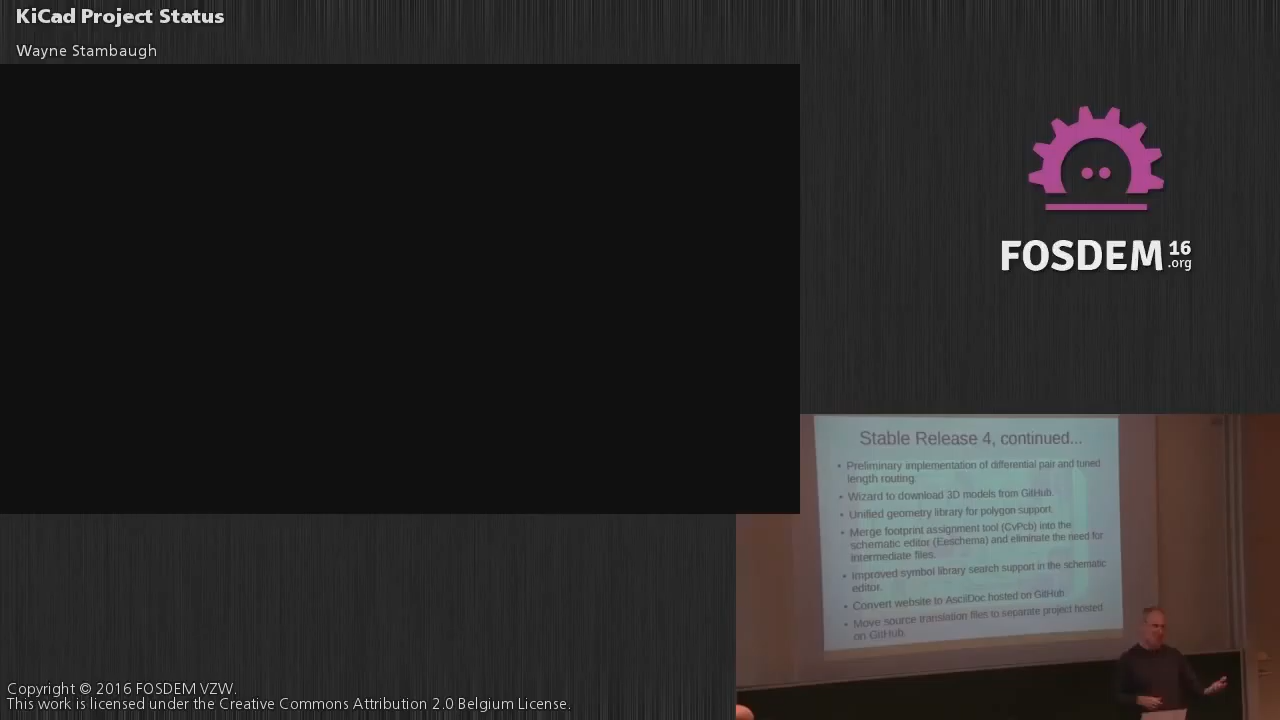 KiCad Project Status
Wayne Stambaugh
FOSDEM 16
.org
Stable Release 4, continued...
• Preliminary implementation of differential pair and tuned
length routing.
• Wizard to download 3D models from GitHub.
• Unified geometry library for polygon support.
• Merge footprint assignment tool (CvPcb) into the
schematic editor (Eeschema) and eliminate the need for
intermediate files.
• Improved symbol library search support in the schematic
editor.
• Convert website to AsciiDoc hosted on GitHub
• Move source translation files to separate project hosted
on GitHub.
Copyright © 2016 FOSDEM VZW.
This work is licensed under the Creative Commons Attribution 2.0 Belgium License.